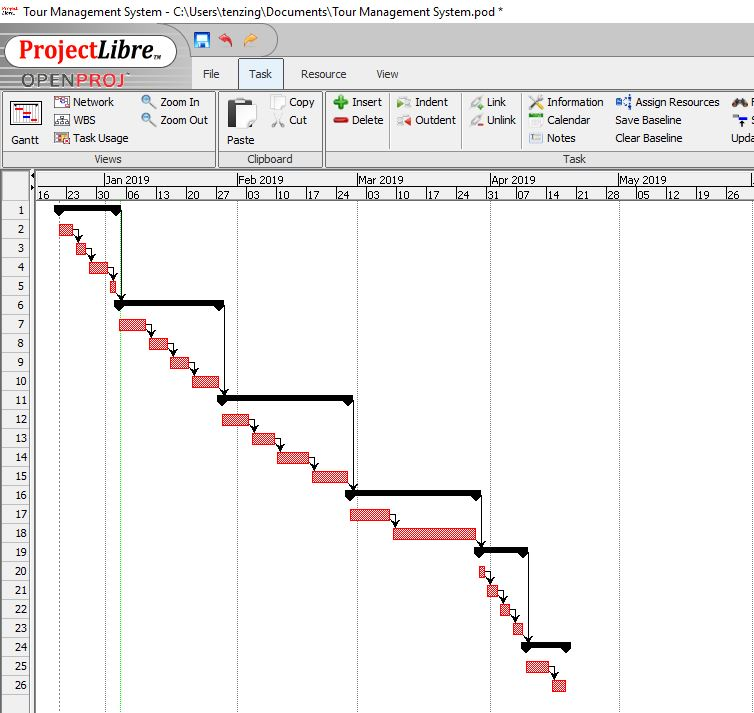 Tour Management System - C:\Users\tenzing\Documents\Tour Management System.pod *
ProjectLibre™
OPENPROJ
File Task Resource View
Network Zoom In Copy Insert Indent Link Information Assign Resources
WBS Zoom Out Cut Delete Outdent Unlink Calendar Save Baseline
Gantt Task Usage Paste Notes Clear Baseline Upda
Views Clipboard Task
Jan 2019 Feb 2019 Mar 2019 Apr 2019 May 2019
16 23 30 06 13 20 27 03 10 17 24 03 10 17 24 31 07 14 21 28 05 12 19 26
1
2
3
4
5
6
7
8
9
10
11
12
13
14
15
16
17
18
19
20
21
22
23
24
25
26